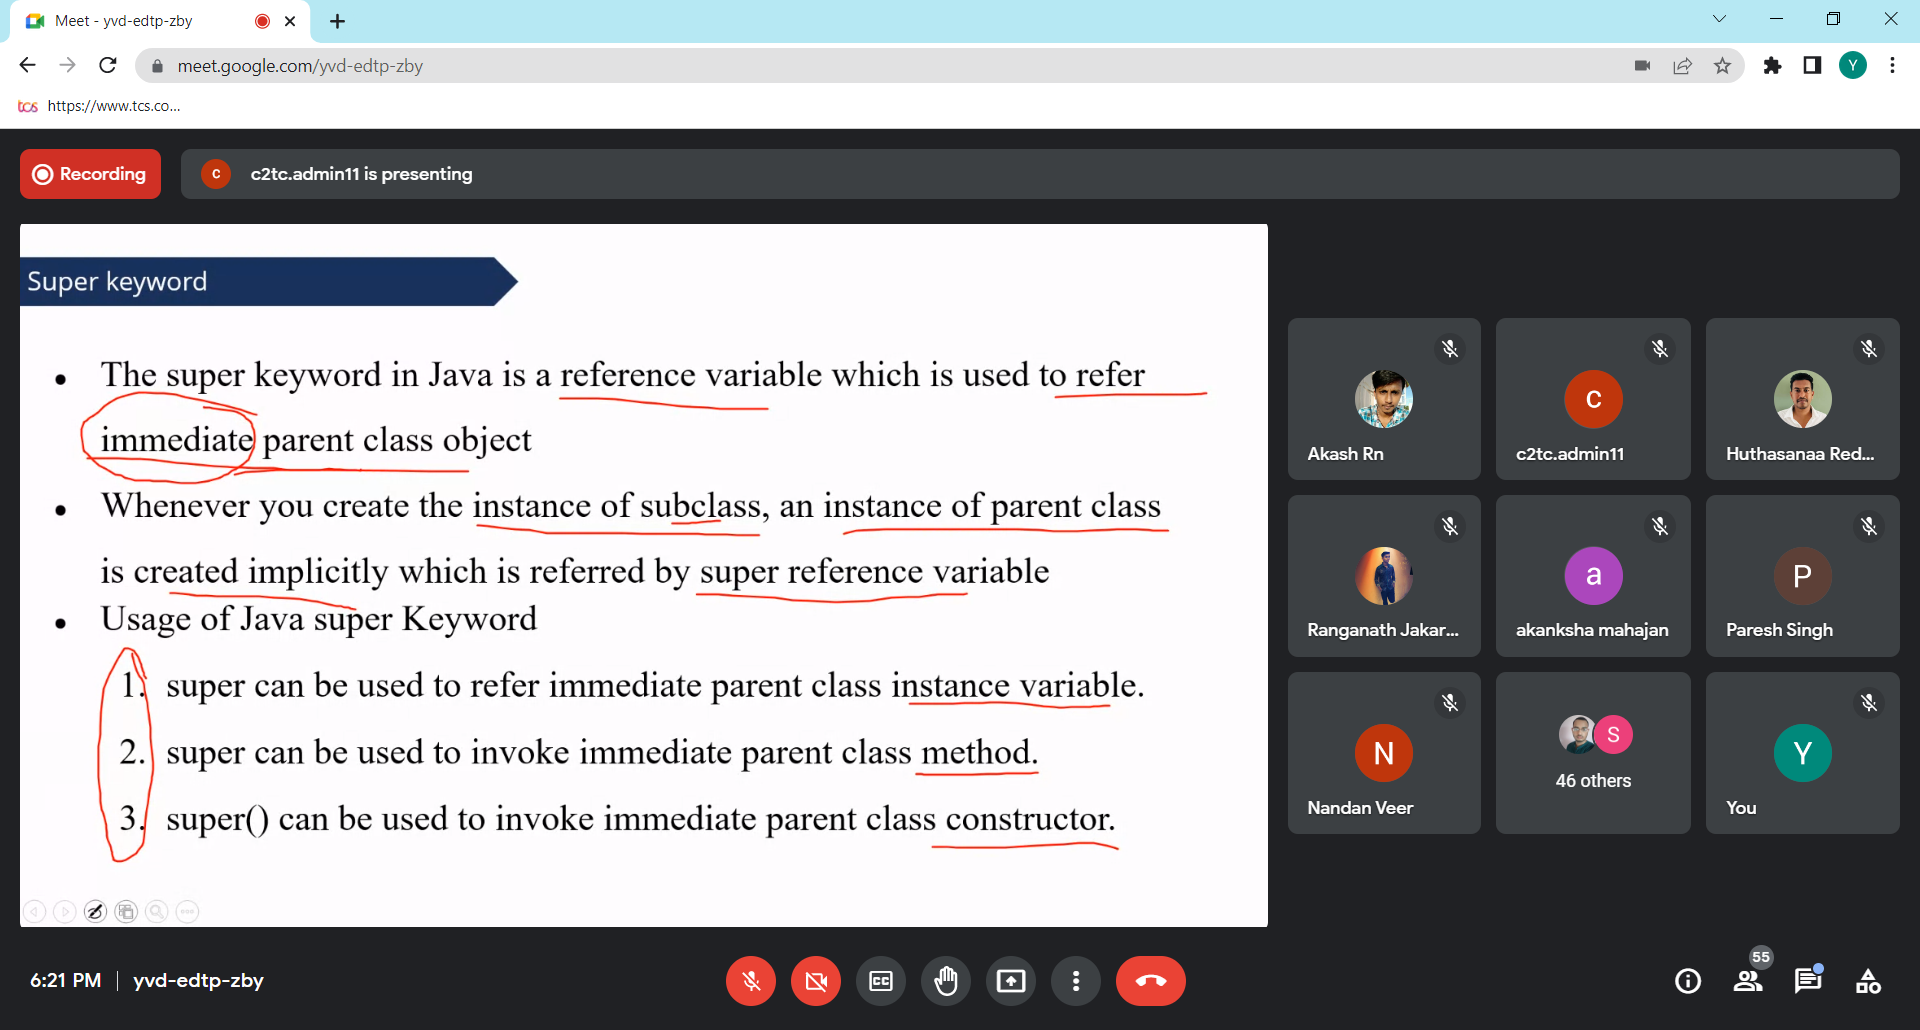 Meet - yvd-edtp-zby
meet.google.com/yvd-edtp-zby
Y
tcs https://www.tcs.co...
Recording
c c2tc.admin11 is presenting
Super keyword
• The super keyword in Java is a reference variable which is used to refer
immediate parent class object
• Whenever you create the instance of subclass, an instance of parent class
is created implicitly which is referred by super reference variable
• Usage of Java super Keyword
1. super can be used to refer immediate parent class instance variable.
2. super can be used to invoke immediate parent class method.
3. super() can be used to invoke immediate parent class constructor.
Akash Rn
c
c2tc.admin11
Huthasanaa Red...
Ranganath Jakar...
a
akanksha mahajan
P
Paresh Singh
N
Nandan Veer
S
46 others
Y
You
6:21 PM | yvd-edtp-zby
CC
55